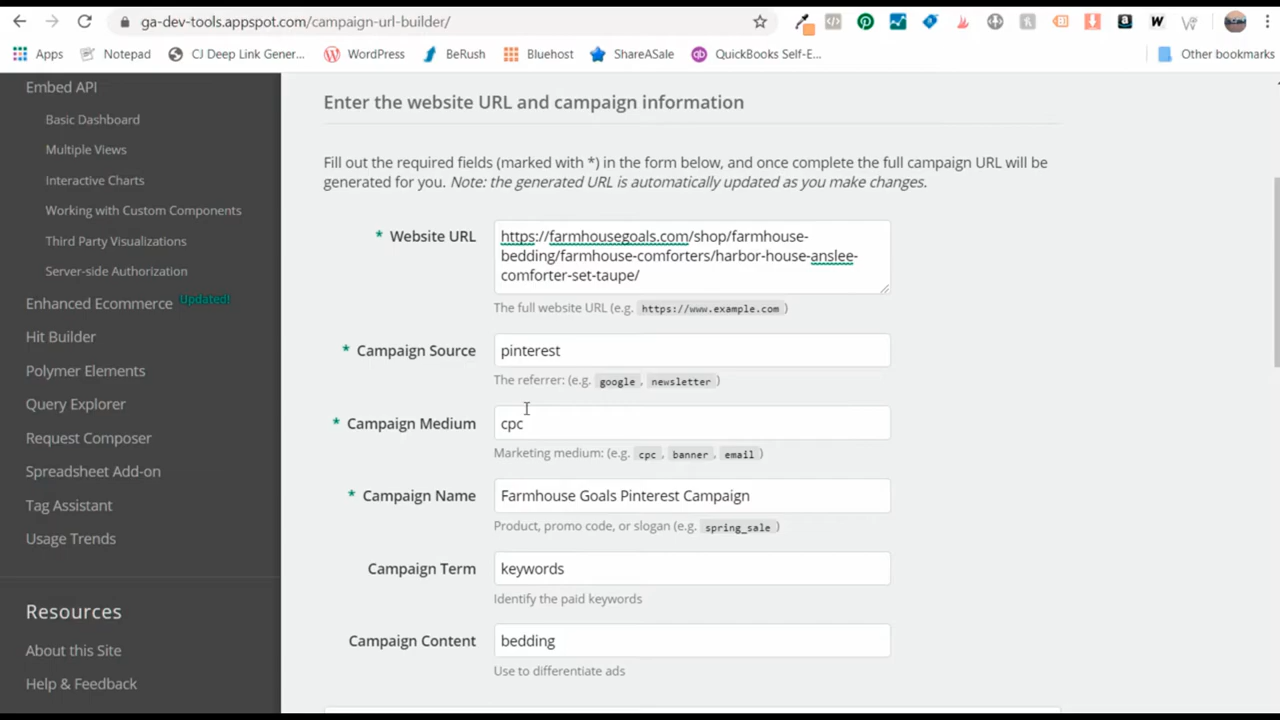 ga-dev-tools.appspot.com/campaign-url-builder/
Apps Notepad CJ Deep Link Gener... WordPress BeRush Bluehost ShareASale QuickBooks Self-E... Other bookmarks
Embed API
Basic Dashboard
Multiple Views
Interactive Charts
Working with Custom Components
Third Party Visualizations
Server-side Authorization
Enhanced Ecommerce Updated!
Hit Builder
Polymer Elements
Query Explorer
Request Composer
Spreadsheet Add-on
Tag Assistant
Usage Trends
Resources
About this Site
Help & Feedback
Enter the website URL and campaign information
Fill out the required fields (marked with *) in the form below, and once complete the full campaign URL will be
generated for you. Note: the generated URL is automatically updated as you make changes.
* Website URL
https://farmhousegoals.com/shop/farmhouse-
bedding/farmhouse-comforters/harbor-house-anslee-
comforter-set-taupe/
The full website URL (e.g. https://www.example.com )
* Campaign Source
pinterest
The referrer: (e.g. google , newsletter )
* Campaign Medium
cpc
Marketing medium: (e.g. cpc , banner , email )
* Campaign Name
Farmhouse Goals Pinterest Campaign
Product, promo code, or slogan (e.g. spring_sale )
Campaign Term
keywords
Identify the paid keywords
Campaign Content
bedding
Use to differentiate ads